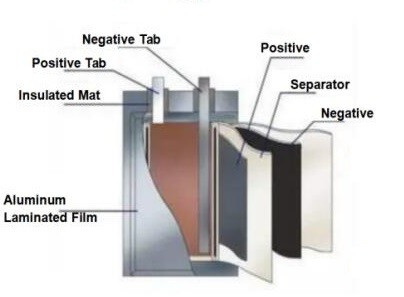 Negative Tab
Positive
Positive Tab
Separator
Insulated Mat
Negative
Aluminum
Laminated Film